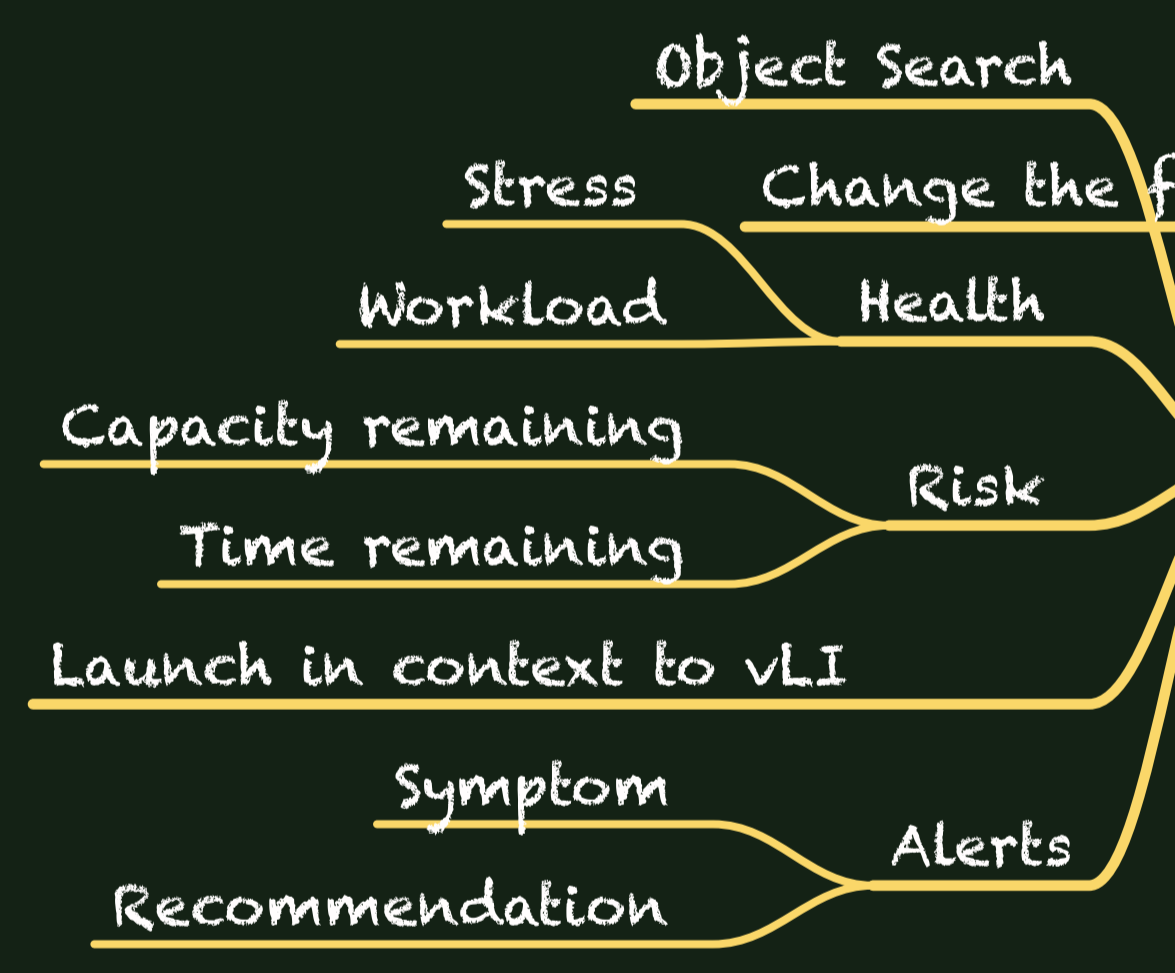 Object Search
Stress
Change the
Workload
Health
Capacity remaining
Risk
Time remaining
Launch in context to vLI
Symptom
Alerts
Recommendation